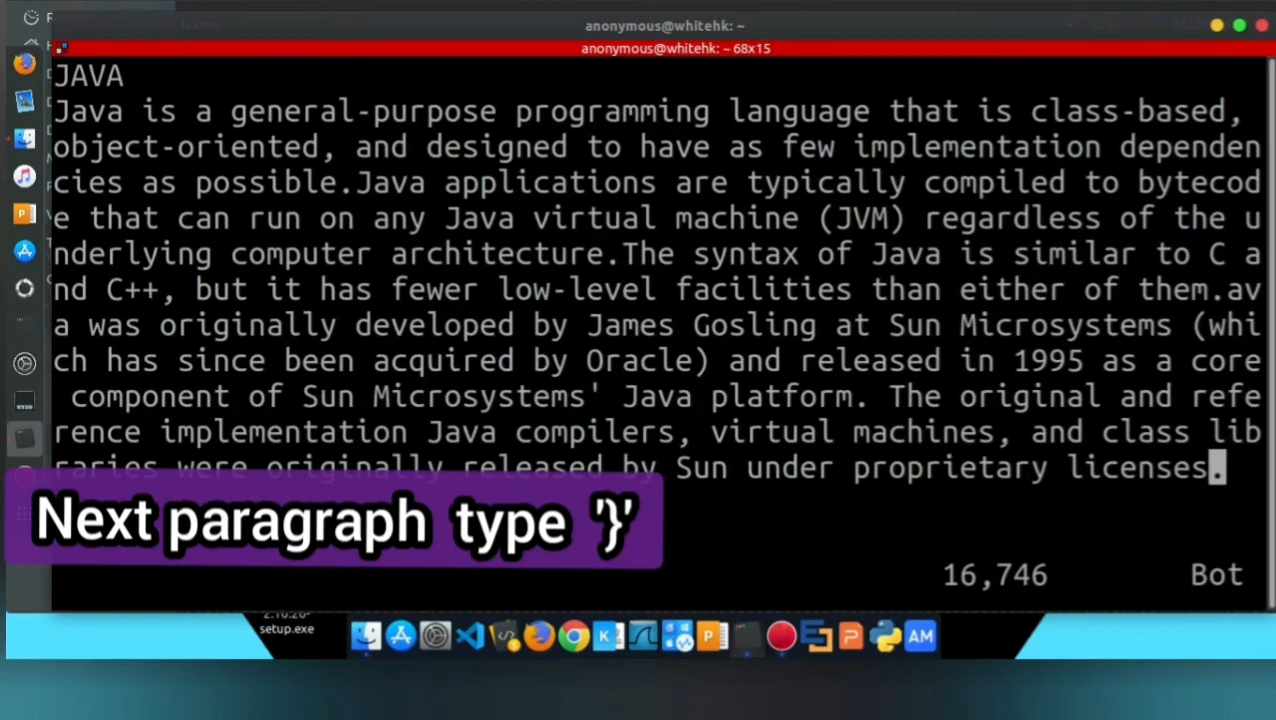 anonymous@whitehk: ~
anonymous@whitehk: ~ 68x15
JAVA
Java is a general-purpose programming language that is class-based,
object-oriented, and designed to have as few implementation dependen
cies as possible.Java applications are typically compiled to bytecod
e that can run on any Java virtual machine (JVM) regardless of the u
nderlying computer architecture.The syntax of Java is similar to C a
nd C++, but it has fewer low-level facilities than either of them.av
a was originally developed by James Gosling at Sun Microsystems (whi
ch has since been acquired by Oracle) and released in 1995 as a core
component of Sun Microsystems' Java platform. The original and refe
rence implementation Java compilers, virtual machines, and class lib
raries were originally released by Sun under proprietary licenses.
Next paragraph type '}'
16,746 Bot
setup.exe
AM